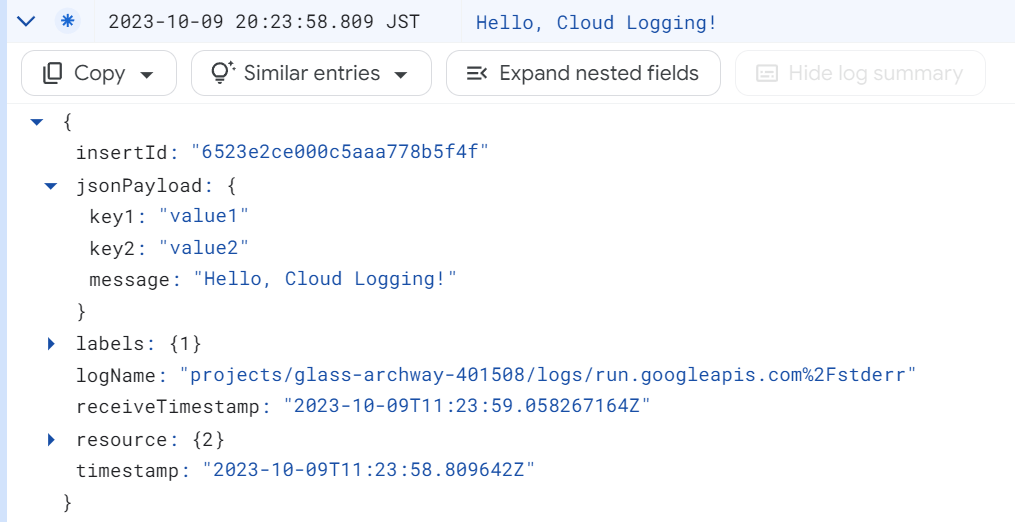 2023-10-09 20:23:58.809 JST Hello, Cloud Logging!
Copy Similar entries Expand nested fields Hide log summary
{
insertId: "6523e2ce000c5aaa778b5f4f"
jsonPayload: {
key1: "value1"
key2: "value2"
message: "Hello, Cloud Logging!"
}
labels: {1}
logName: "projects/glass-archway-401508/logs/run.googleapis.com%2Fstderr"
receiveTimestamp: "2023-10-09T11:23:59.058267164Z"
resource: {2}
timestamp: "2023-10-09T11:23:58.809642Z"
}